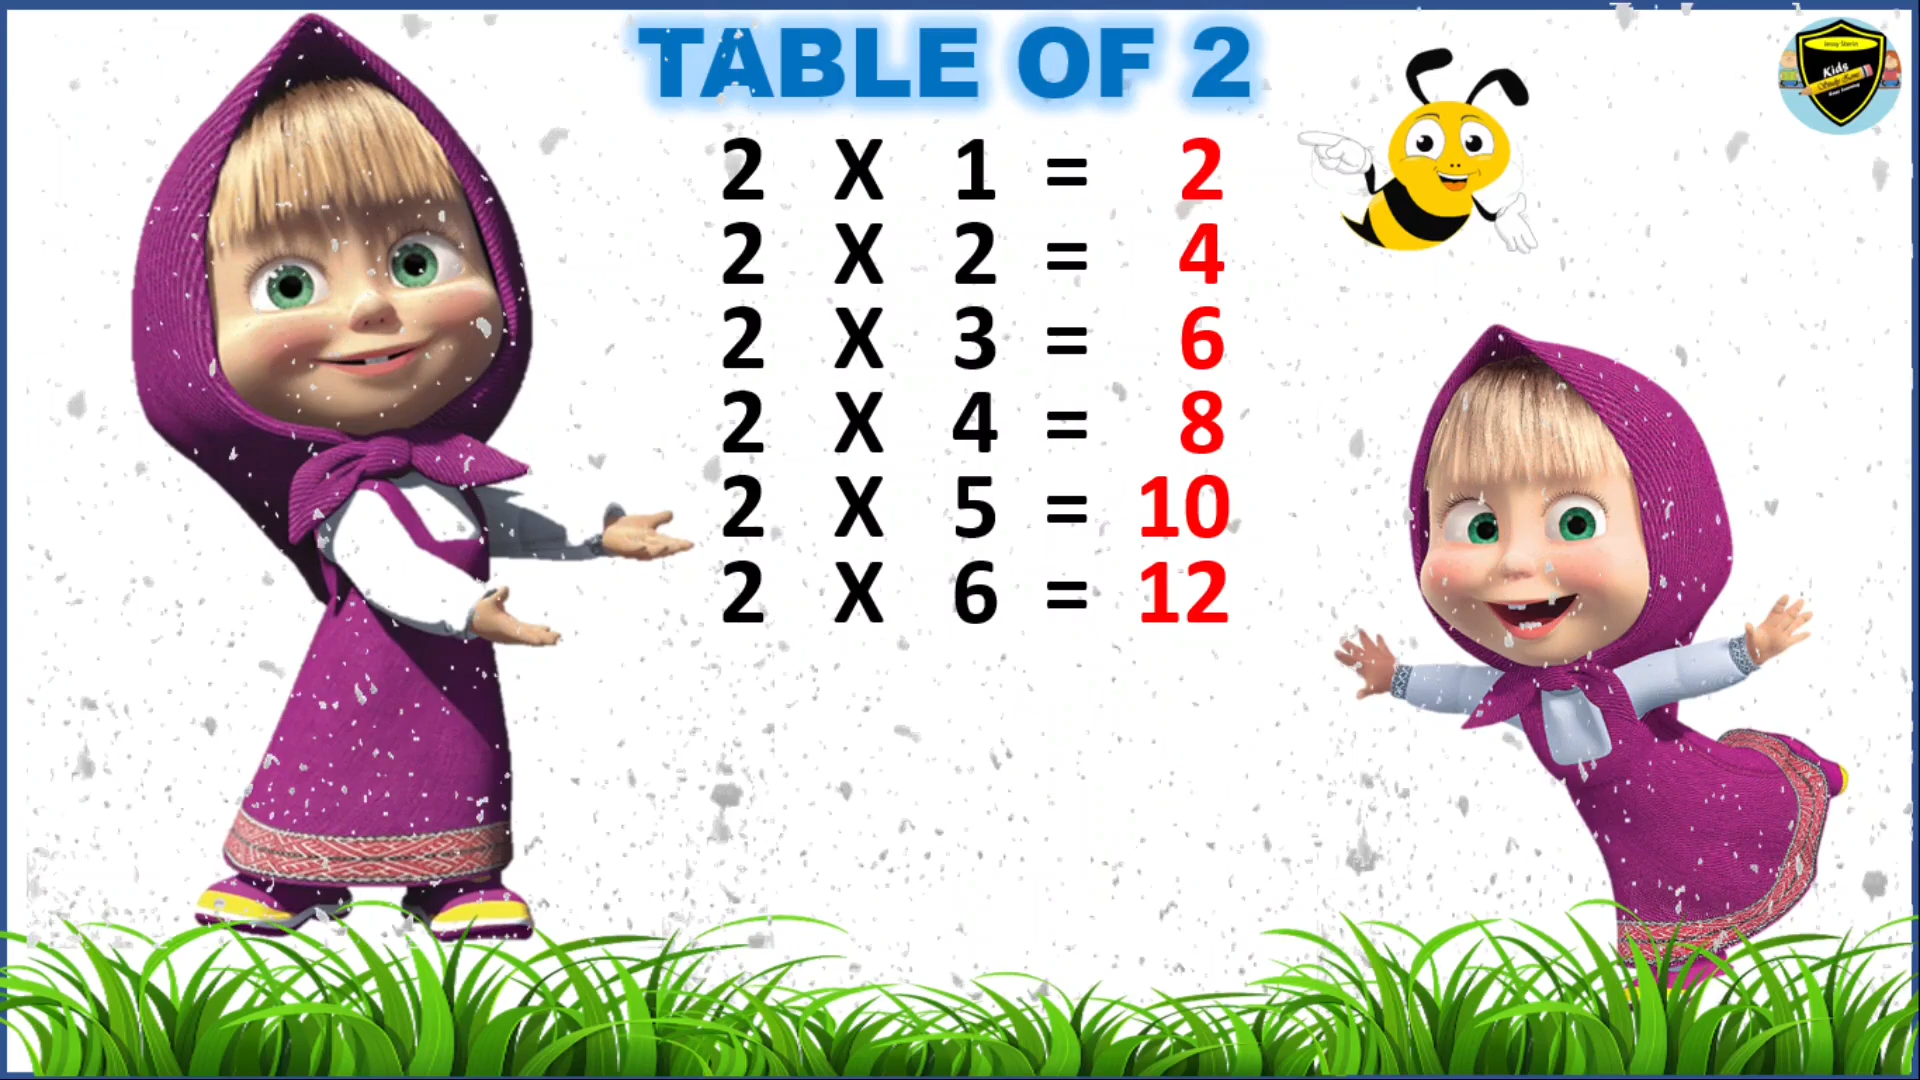 TABLE OF 2
2 X 1 = 2
2 X 2 = 4
2 X 3 = 6
2 X 4 = 8
2 X 5 = 10
2 X 6 = 12
Kids